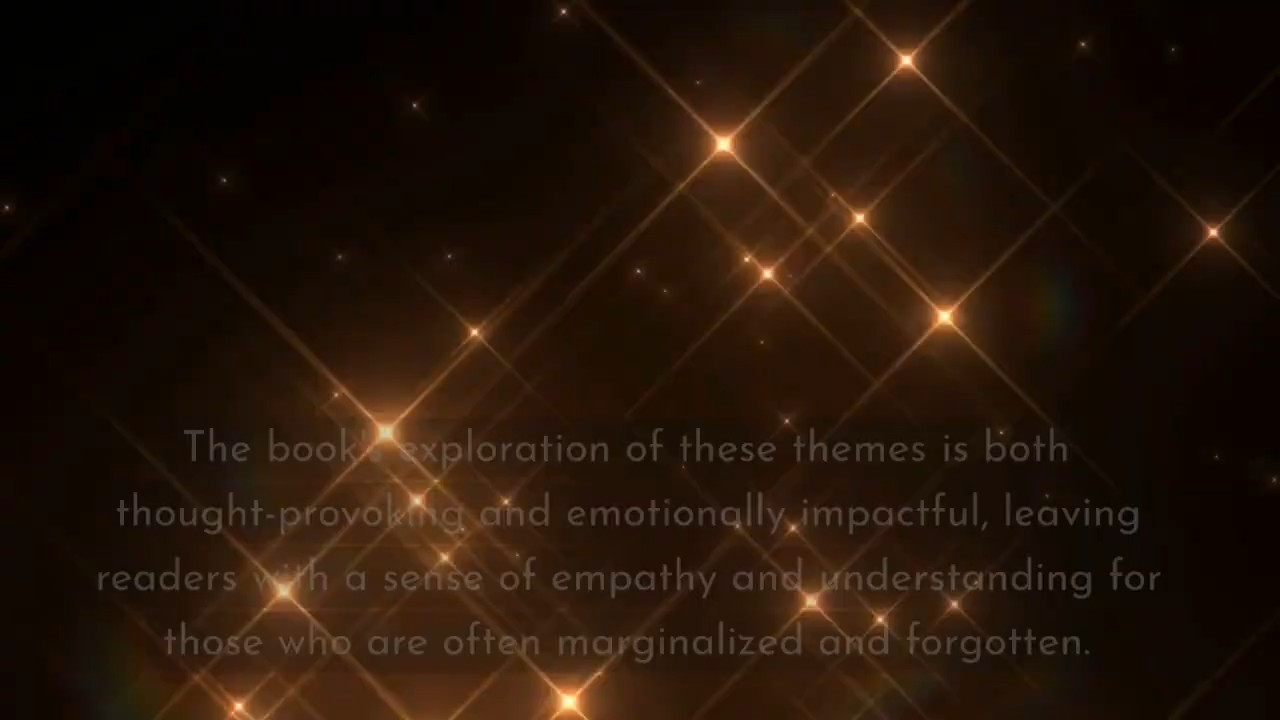 The book's exploration of these themes is both
thought-provoking and emotionally impactful, leaving
readers with a sense of empathy and understanding for
those who are often marginalized and forgotten.